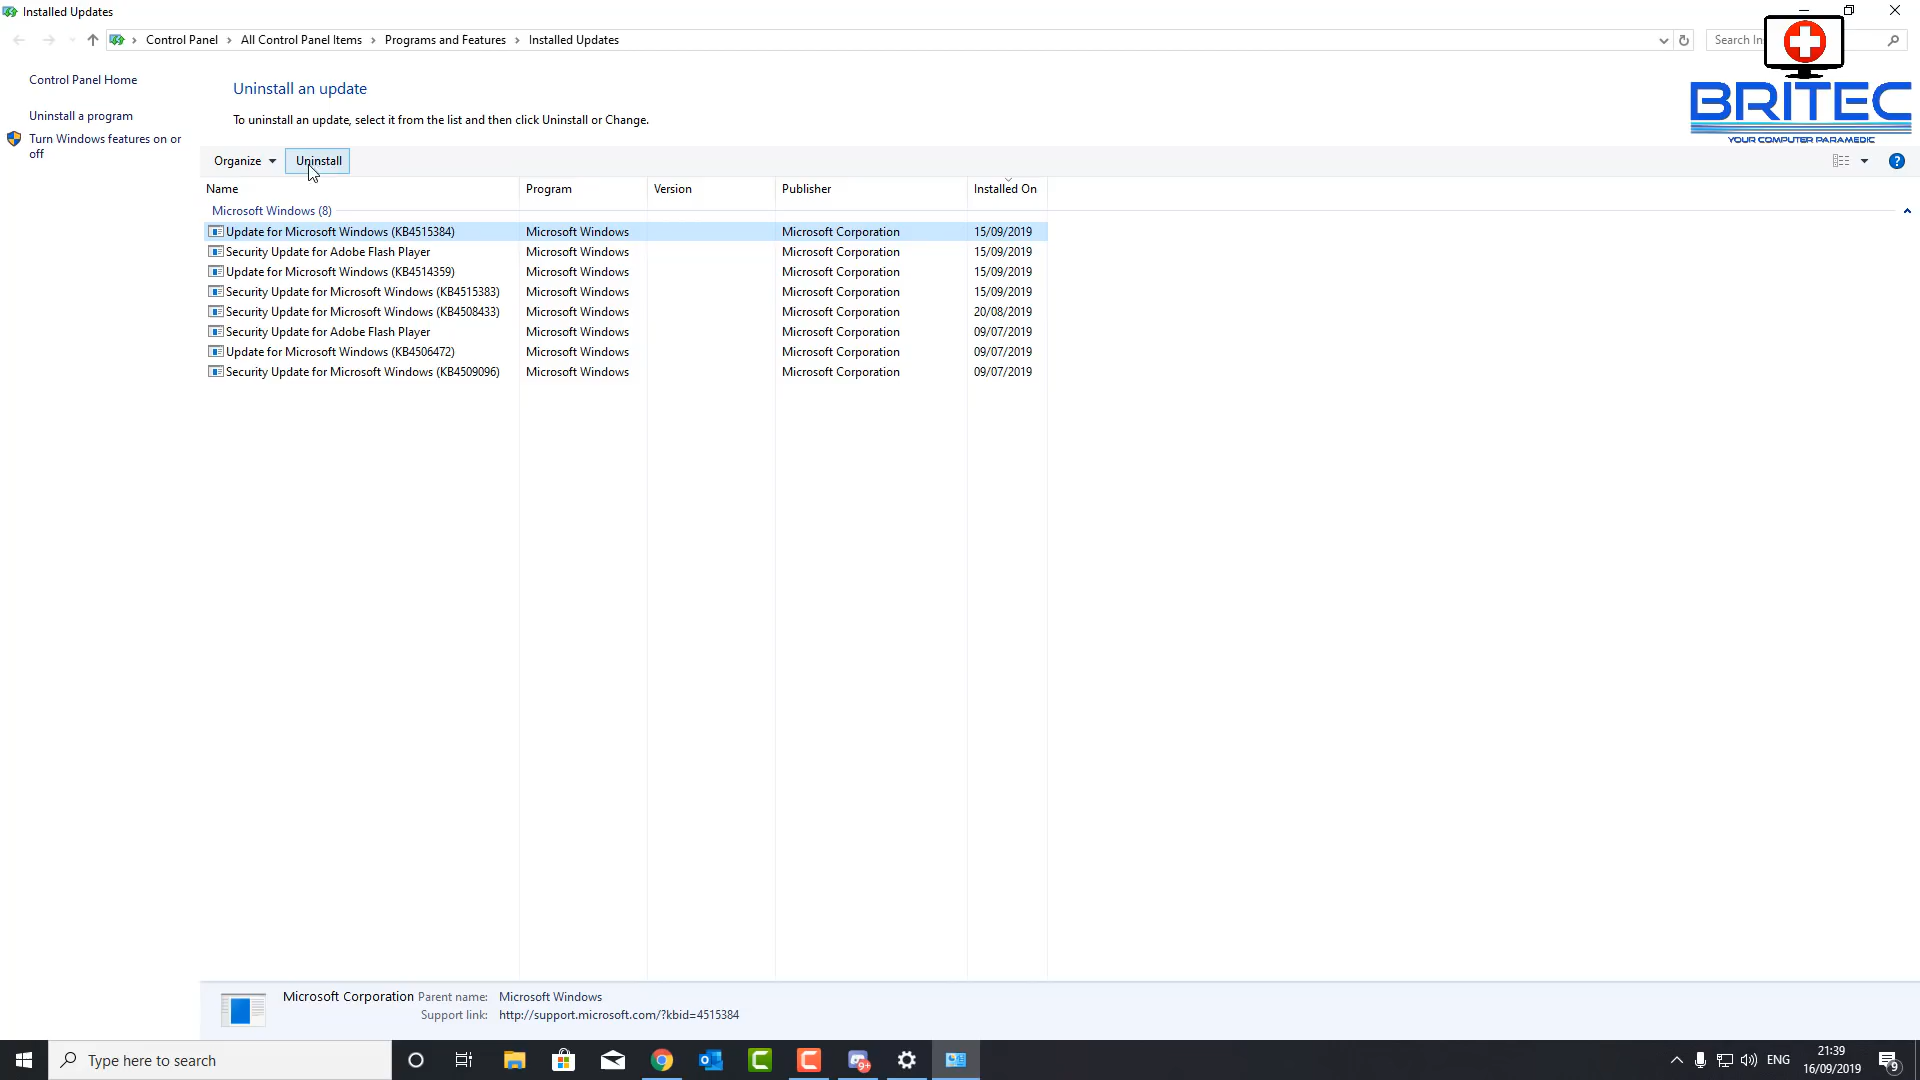 Installed Updates
Control Panel
All Control Panel Items
Programs and Features
Installed Updates
Search In
Control Panel Home
Uninstall a program
Turn Windows features on or
off
Uninstall an update
To uninstall an update, select it from the list and then click Uninstall or Change.
BRITEC
YOUR COMPUTER PARAMEDIC
Organize
Uninstall
Name Program Version Publisher Installed On
Microsoft Windows (8)
Update for Microsoft Windows (KB4515384) Microsoft Windows Microsoft Corporation 15/09/2019
Security Update for Adobe Flash Player Microsoft Windows Microsoft Corporation 15/09/2019
Update for Microsoft Windows (KB4514359) Microsoft Windows Microsoft Corporation 15/09/2019
Security Update for Microsoft Windows (KB4515383) Microsoft Windows Microsoft Corporation 15/09/2019
Security Update for Microsoft Windows (KB4508433) Microsoft Windows Microsoft Corporation 20/08/2019
Security Update for Adobe Flash Player Microsoft Windows Microsoft Corporation 09/07/2019
Update for Microsoft Windows (KB4506472) Microsoft Windows Microsoft Corporation 09/07/2019
Security Update for Microsoft Windows (KB4509096) Microsoft Windows Microsoft Corporation 09/07/2019
Microsoft Corporation Parent name: Microsoft Windows
Support link: http://support.microsoft.com/?kbid=4515384
Type here to search
9+
ENG
21:39
16/09/2019
9